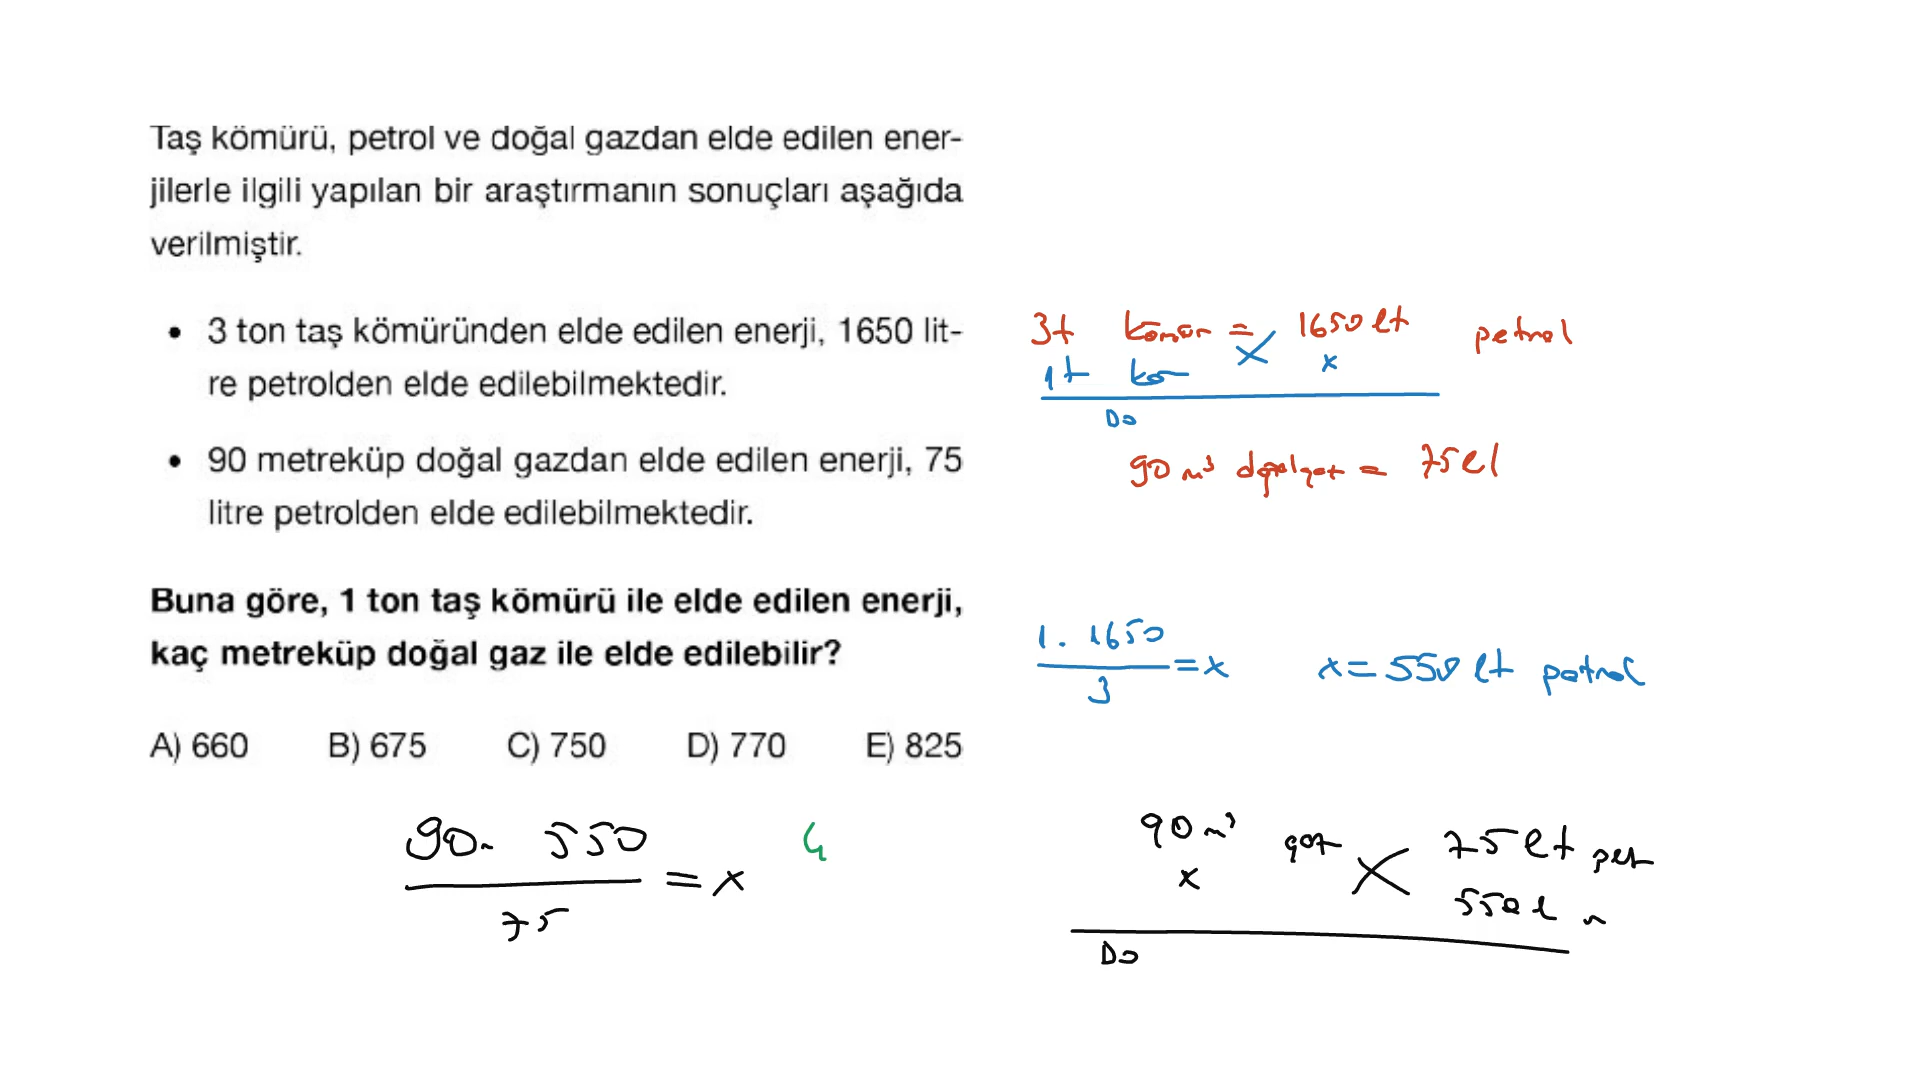 Taş kömürü, petrol ve doğal gazdan elde edilen ener-
jilerle ilgili yapılan bir araştırmanın sonuçları aşağıda
verilmiştir.
• 3 ton taş kömüründen elde edilen enerji, 1650 lit-
re petrolden elde edilebilmektedir.
• 90 metreküp doğal gazdan elde edilen enerji, 75
litre petrolden elde edilebilmektedir.
Buna göre, 1 ton taş kömürü ile elde edilen enerji,
kaç metreküp doğal gaz ile elde edilebilir?
A) 660 B) 675 C) 750 D) 770 E) 825
90. 550
75
= x
3t kömür = 1650 lt petrol
1t köm x
DO
90 m³ doğalgaz = 75 l
1 . 1650
3
= x x = 550 lt petrol
90 m³ gaz 75 lt pet
x 550 l
DO